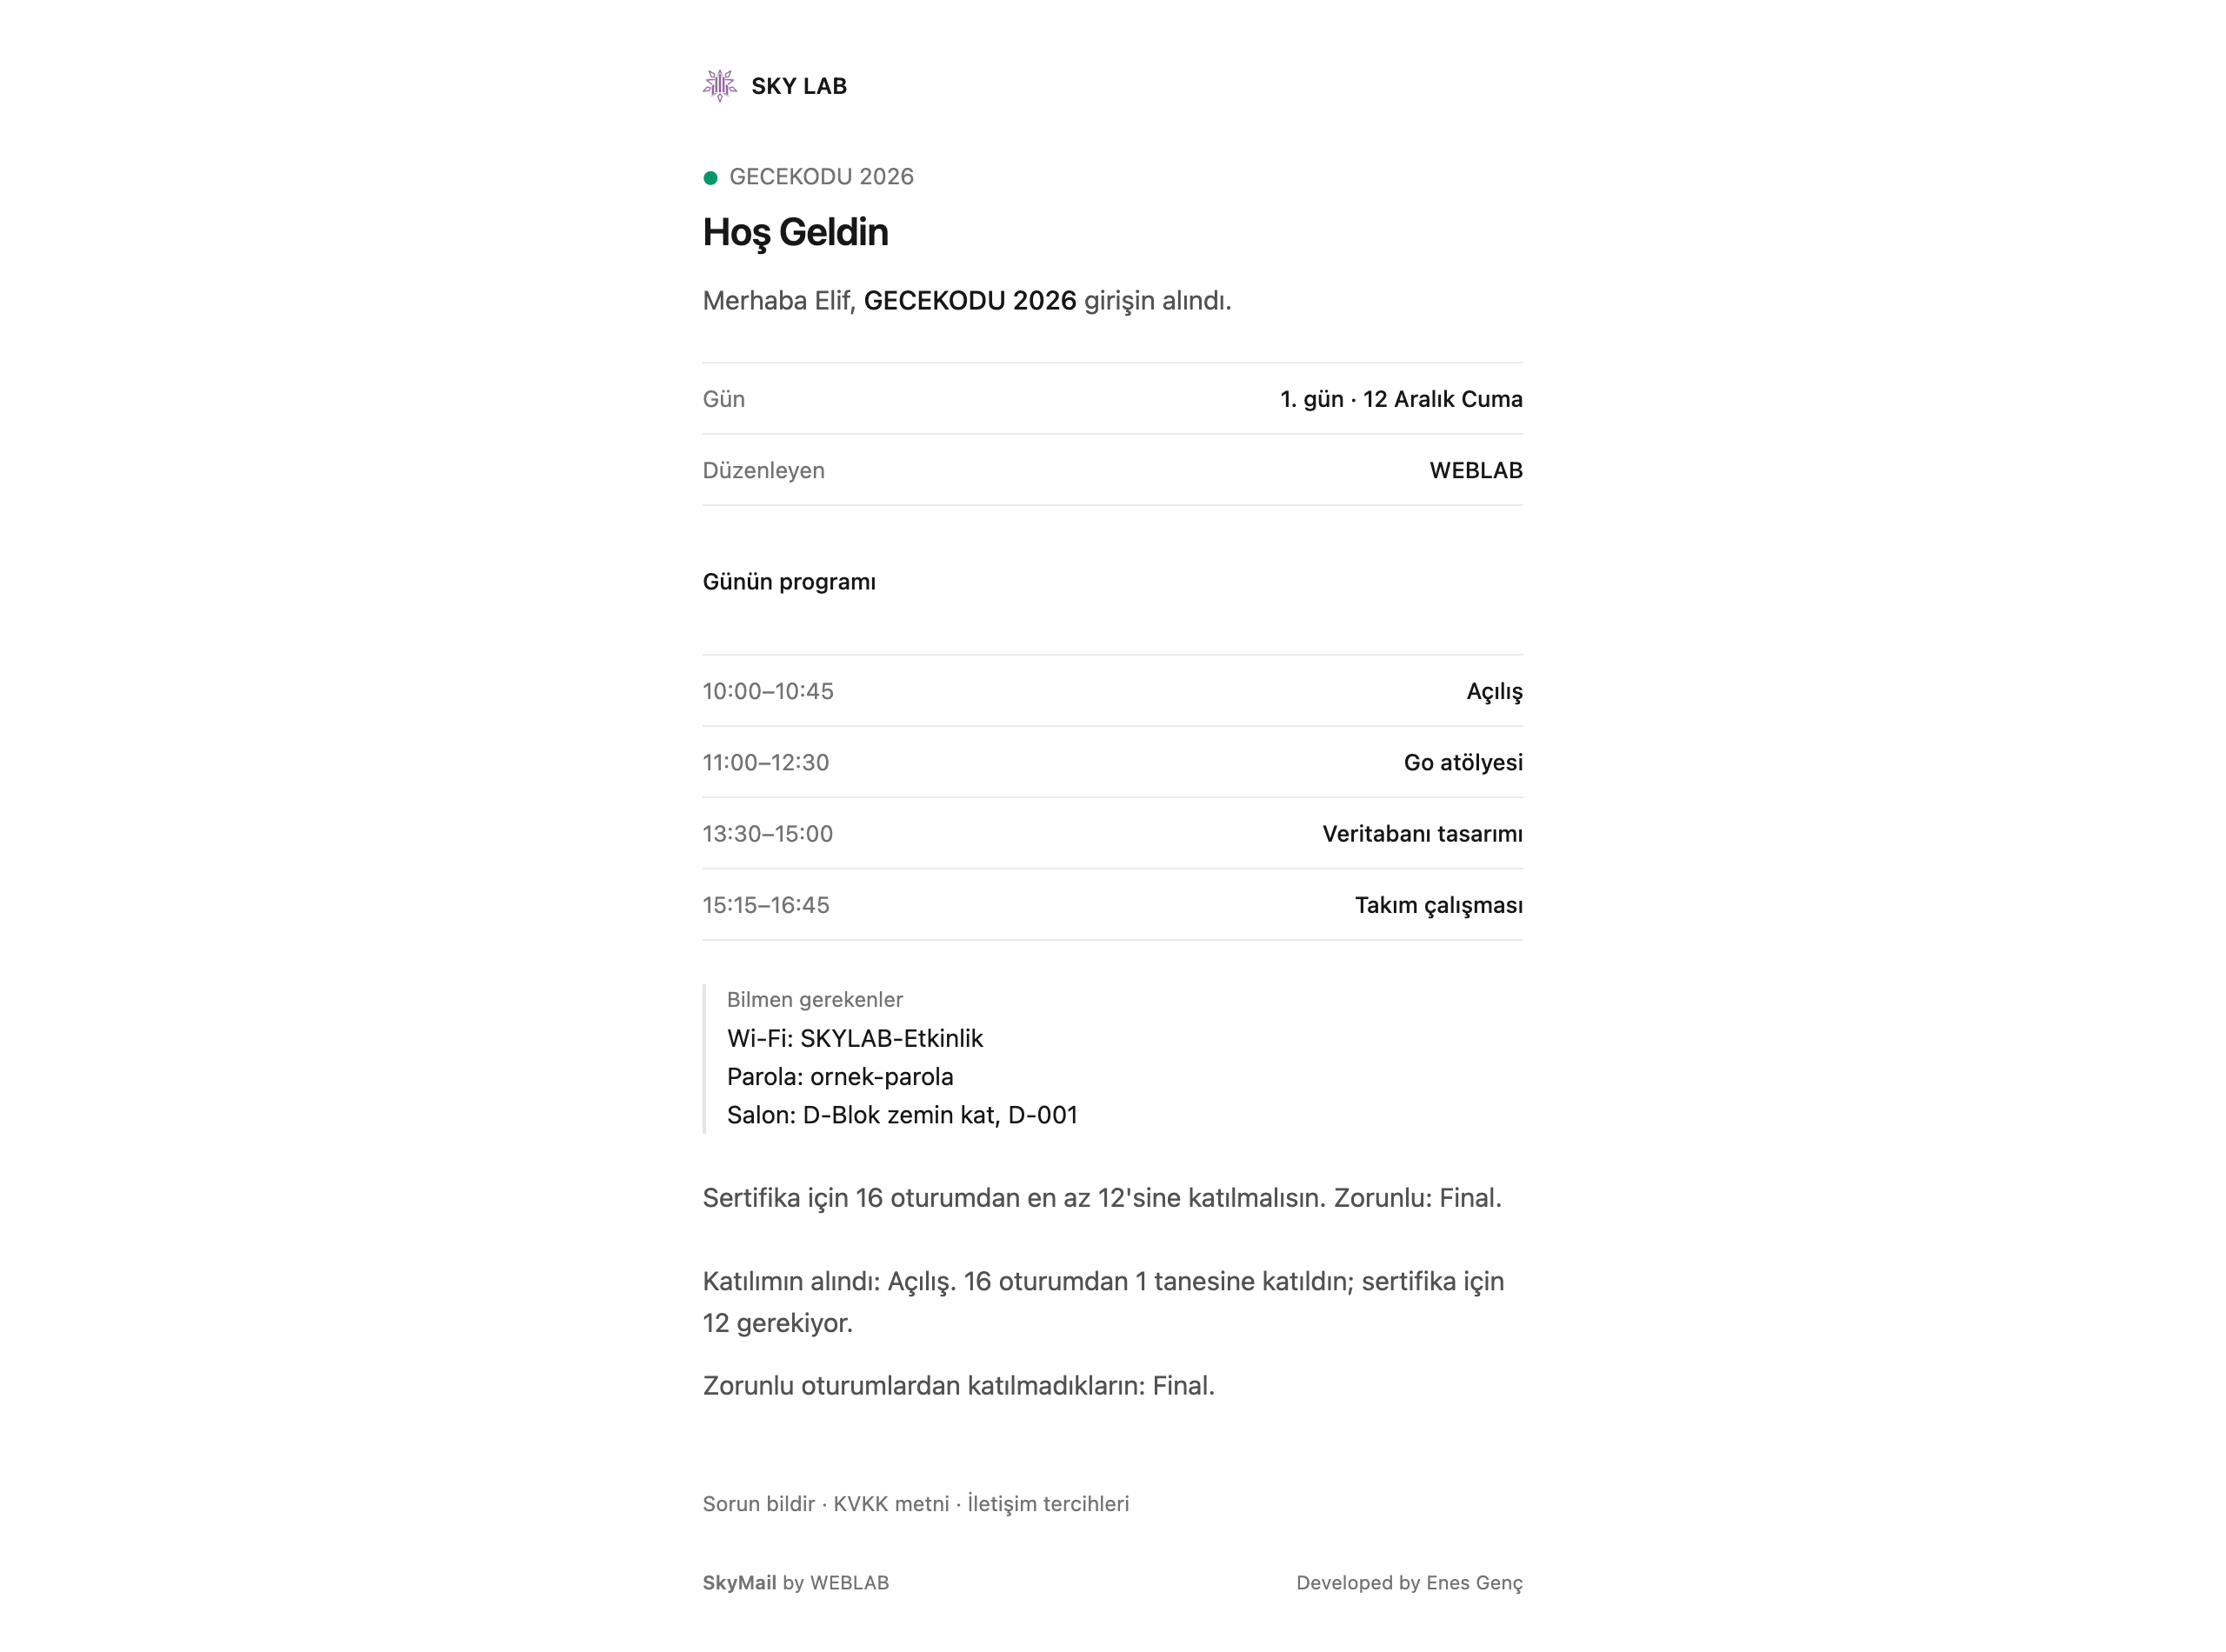 SKY LAB
GECEKODU 2026
Hoş Geldin
Merhaba Elif, GECEKODU 2026 girişin alındı.
Gün 1. gün · 12 Aralık Cuma
Düzenleyen WEBLAB
Günün programı
10:00–10:45 Açılış
11:00–12:30 Go atölyesi
13:30–15:00 Veritabanı tasarımı
15:15–16:45 Takım çalışması
Bilmen gerekenler
Wi-Fi: SKYLAB-Etkinlik
Parola: ornek-parola
Salon: D-Blok zemin kat, D-001
Sertifika için 16 oturumdan en az 12'sine katılmalısın. Zorunlu: Final.
Katılımın alındı: Açılış. 16 oturumdan 1 tanesine katıldın; sertifika için
12 gerekiyor.
Zorunlu oturumlardan katılmadıkların: Final.
Sorun bildir · KVKK metni · İletişim tercihleri
SkyMail by WEBLAB Developed by Enes Genç